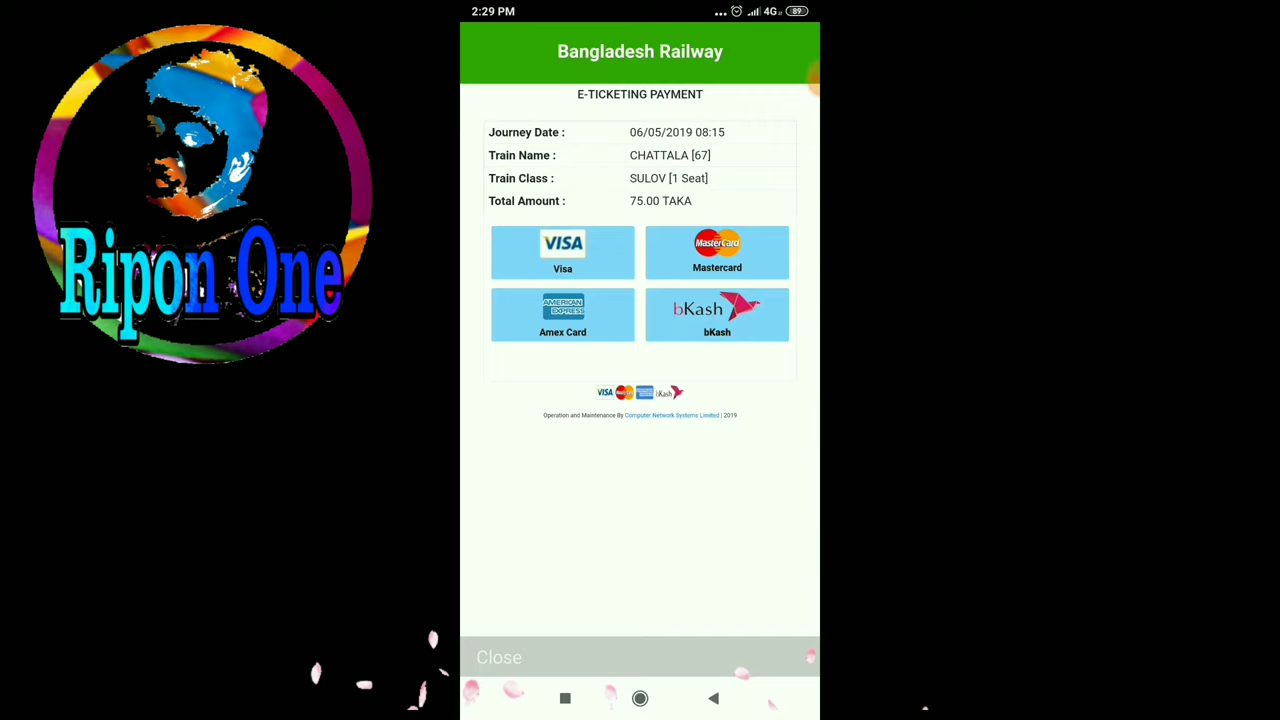 Ripon One
2:29 PM
4G
89
Bangladesh Railway
E-TICKETING PAYMENT
Journey Date : 06/05/2019 08:15
Train Name : CHATTALA [67]
Train Class : SULOV [1 Seat]
Total Amount : 75.00 TAKA
VISA
Visa
MasterCard
Mastercard
AMERICAN
EXPRESS
Amex Card
bKash
bKash
VISA
bKash
Operation and Maintenance By Computer Network Systems Limited | 2019
Close